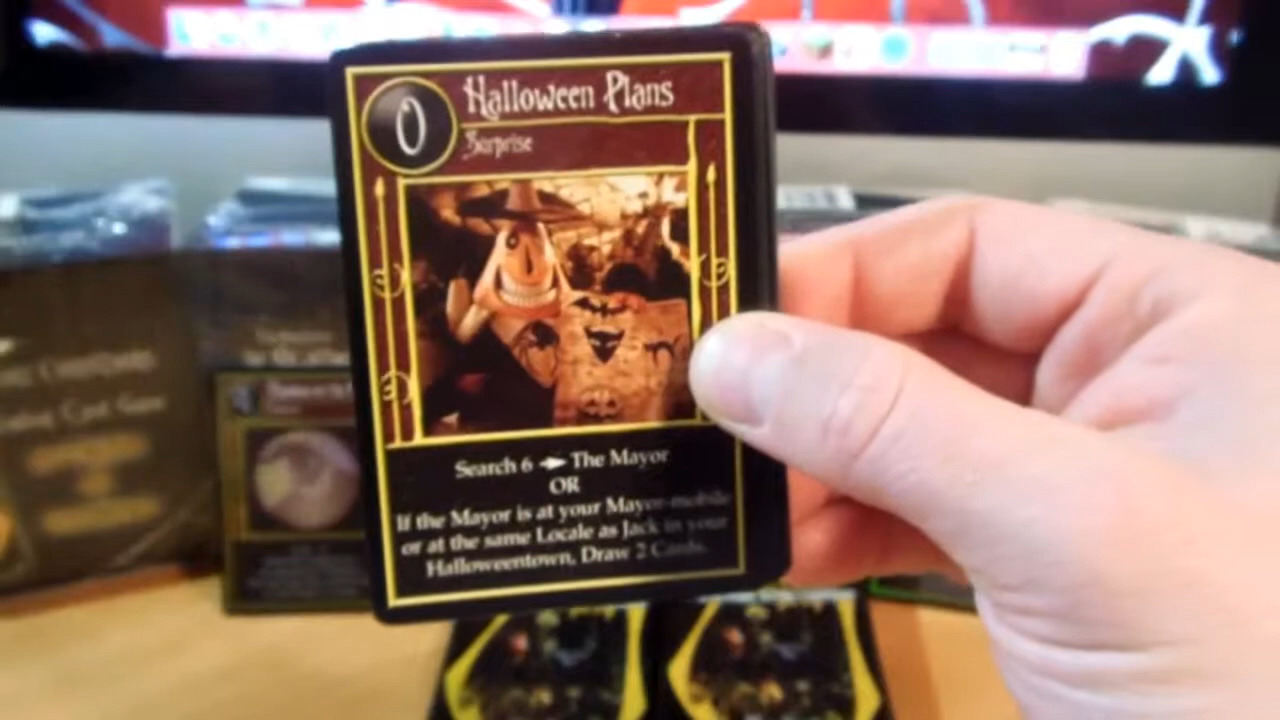 0
Halloween Plans
Surprise
Search 6 → The Mayor
OR
If the Mayor is at your Mayor-mobile
or at the same Locale as Jack in your
Halloweentown, Draw 2 Cards.